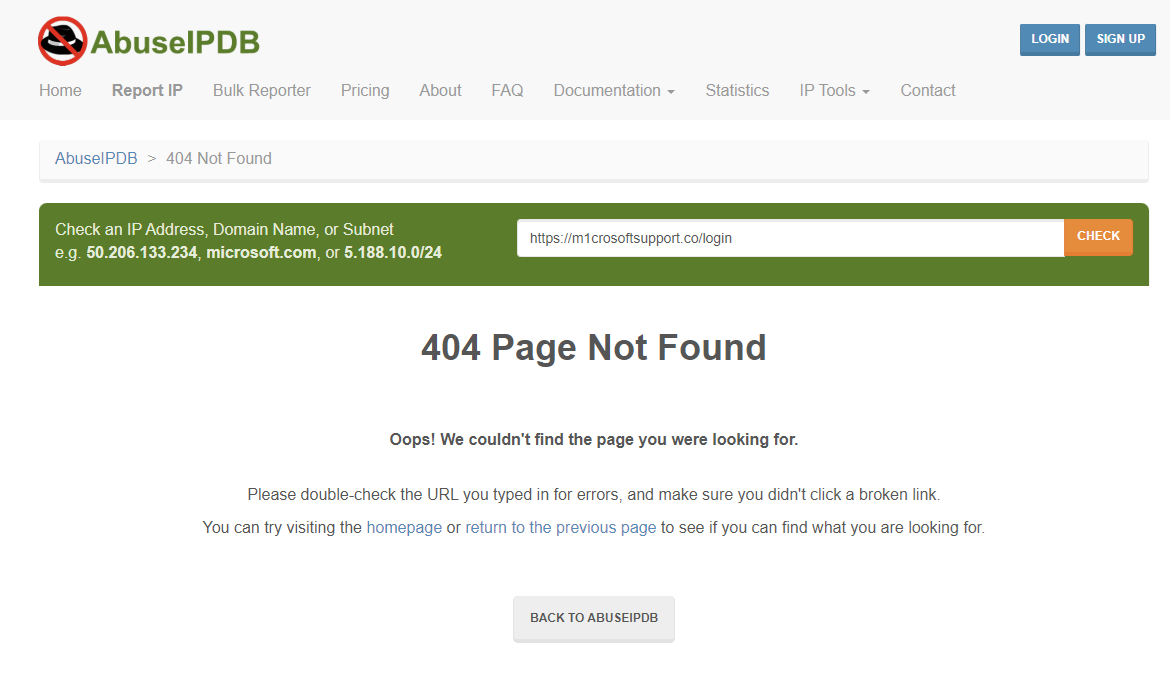 AbuseIPDB
LOGIN SIGN UP
Home Report IP Bulk Reporter Pricing About FAQ Documentation Statistics IP Tools Contact
AbuseIPDB > 404 Not Found
Check an IP Address, Domain Name, or Subnet
e.g. 50.206.133.234, microsoft.com, or 5.188.10.0/24
https://m1crosoftsupport.co/login CHECK
404 Page Not Found
Oops! We couldn't find the page you were looking for.
Please double-check the URL you typed in for errors, and make sure you didn't click a broken link.
You can try visiting the homepage or return to the previous page to see if you can find what you are looking for.
BACK TO ABUSEIPDB